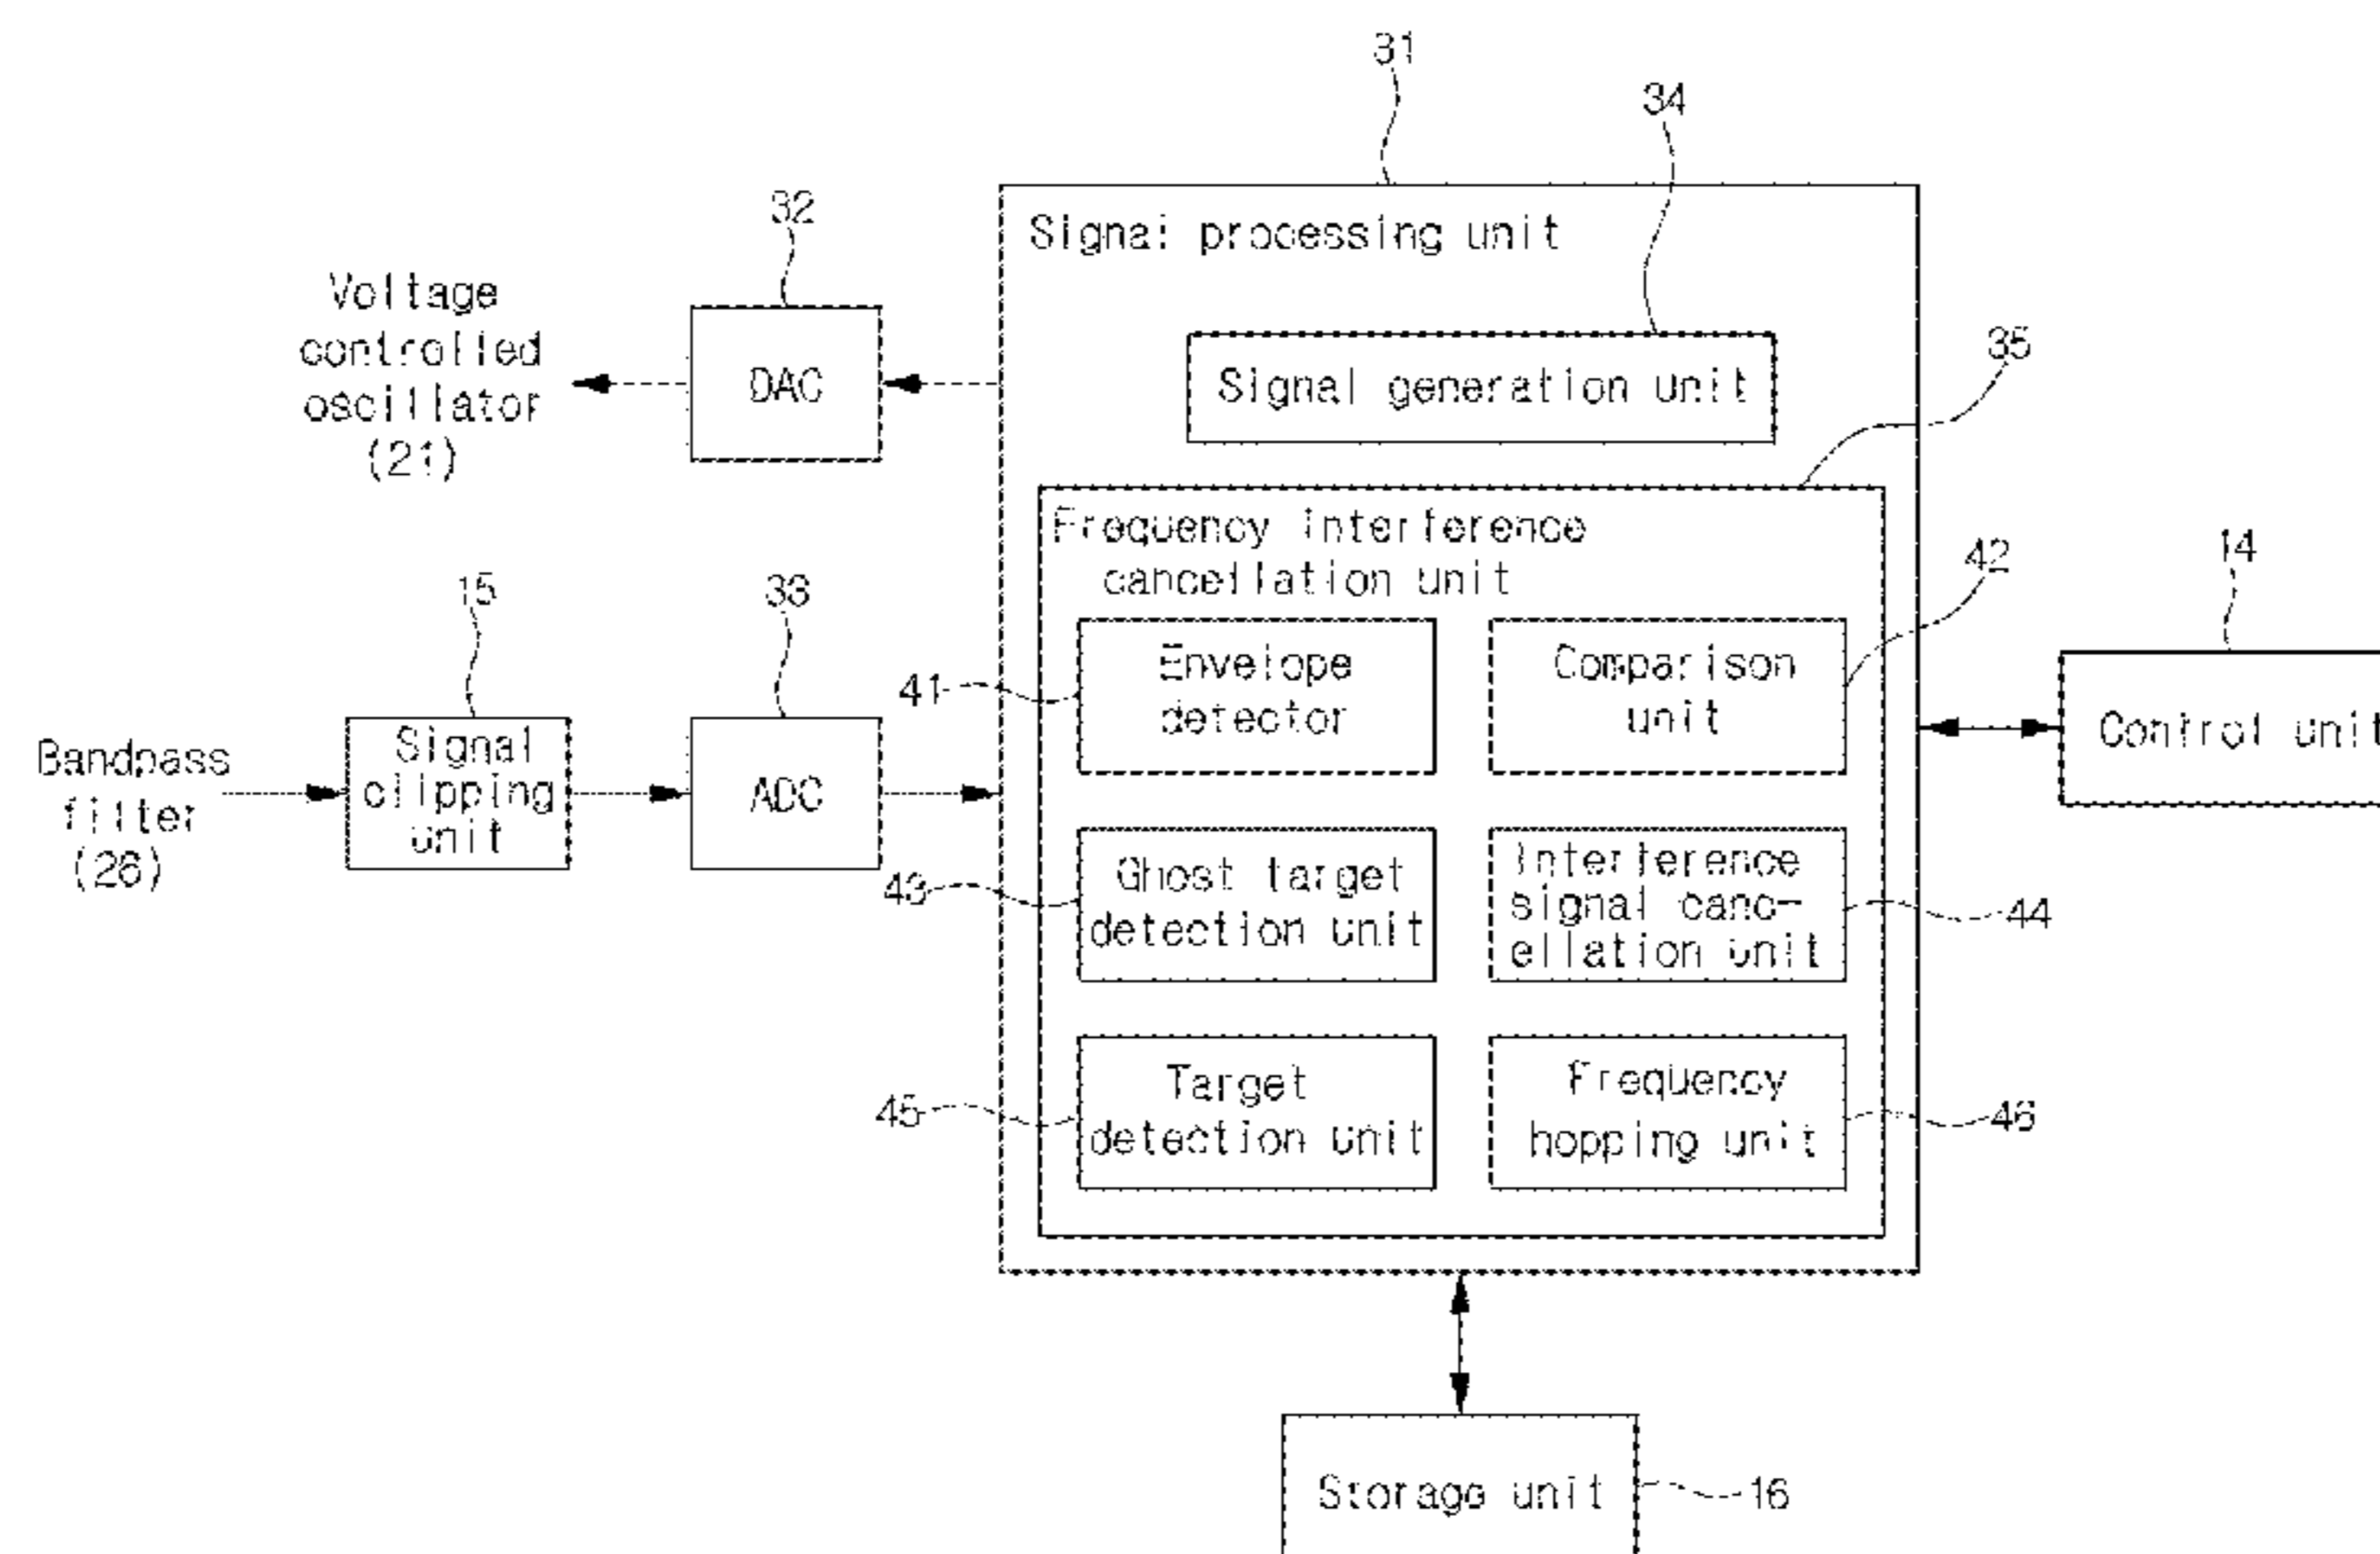 31
34
32
Signal processing unit
Voltage
controlled
oscillator
(21)
DAC
35
Signal generation unit
Frequency interference
cancellation unit
42
14
15
33
41
Envelope
detector
Comparison
unit
Control unit
Bandpass
filter
(26)
Signal
clipping
unit
ADC
43
Ghost target
detection unit
Interference
signal canc-
ellation unit
44
45
Target
detection unit
Frequency
hopping unit
46
Storage unit
16